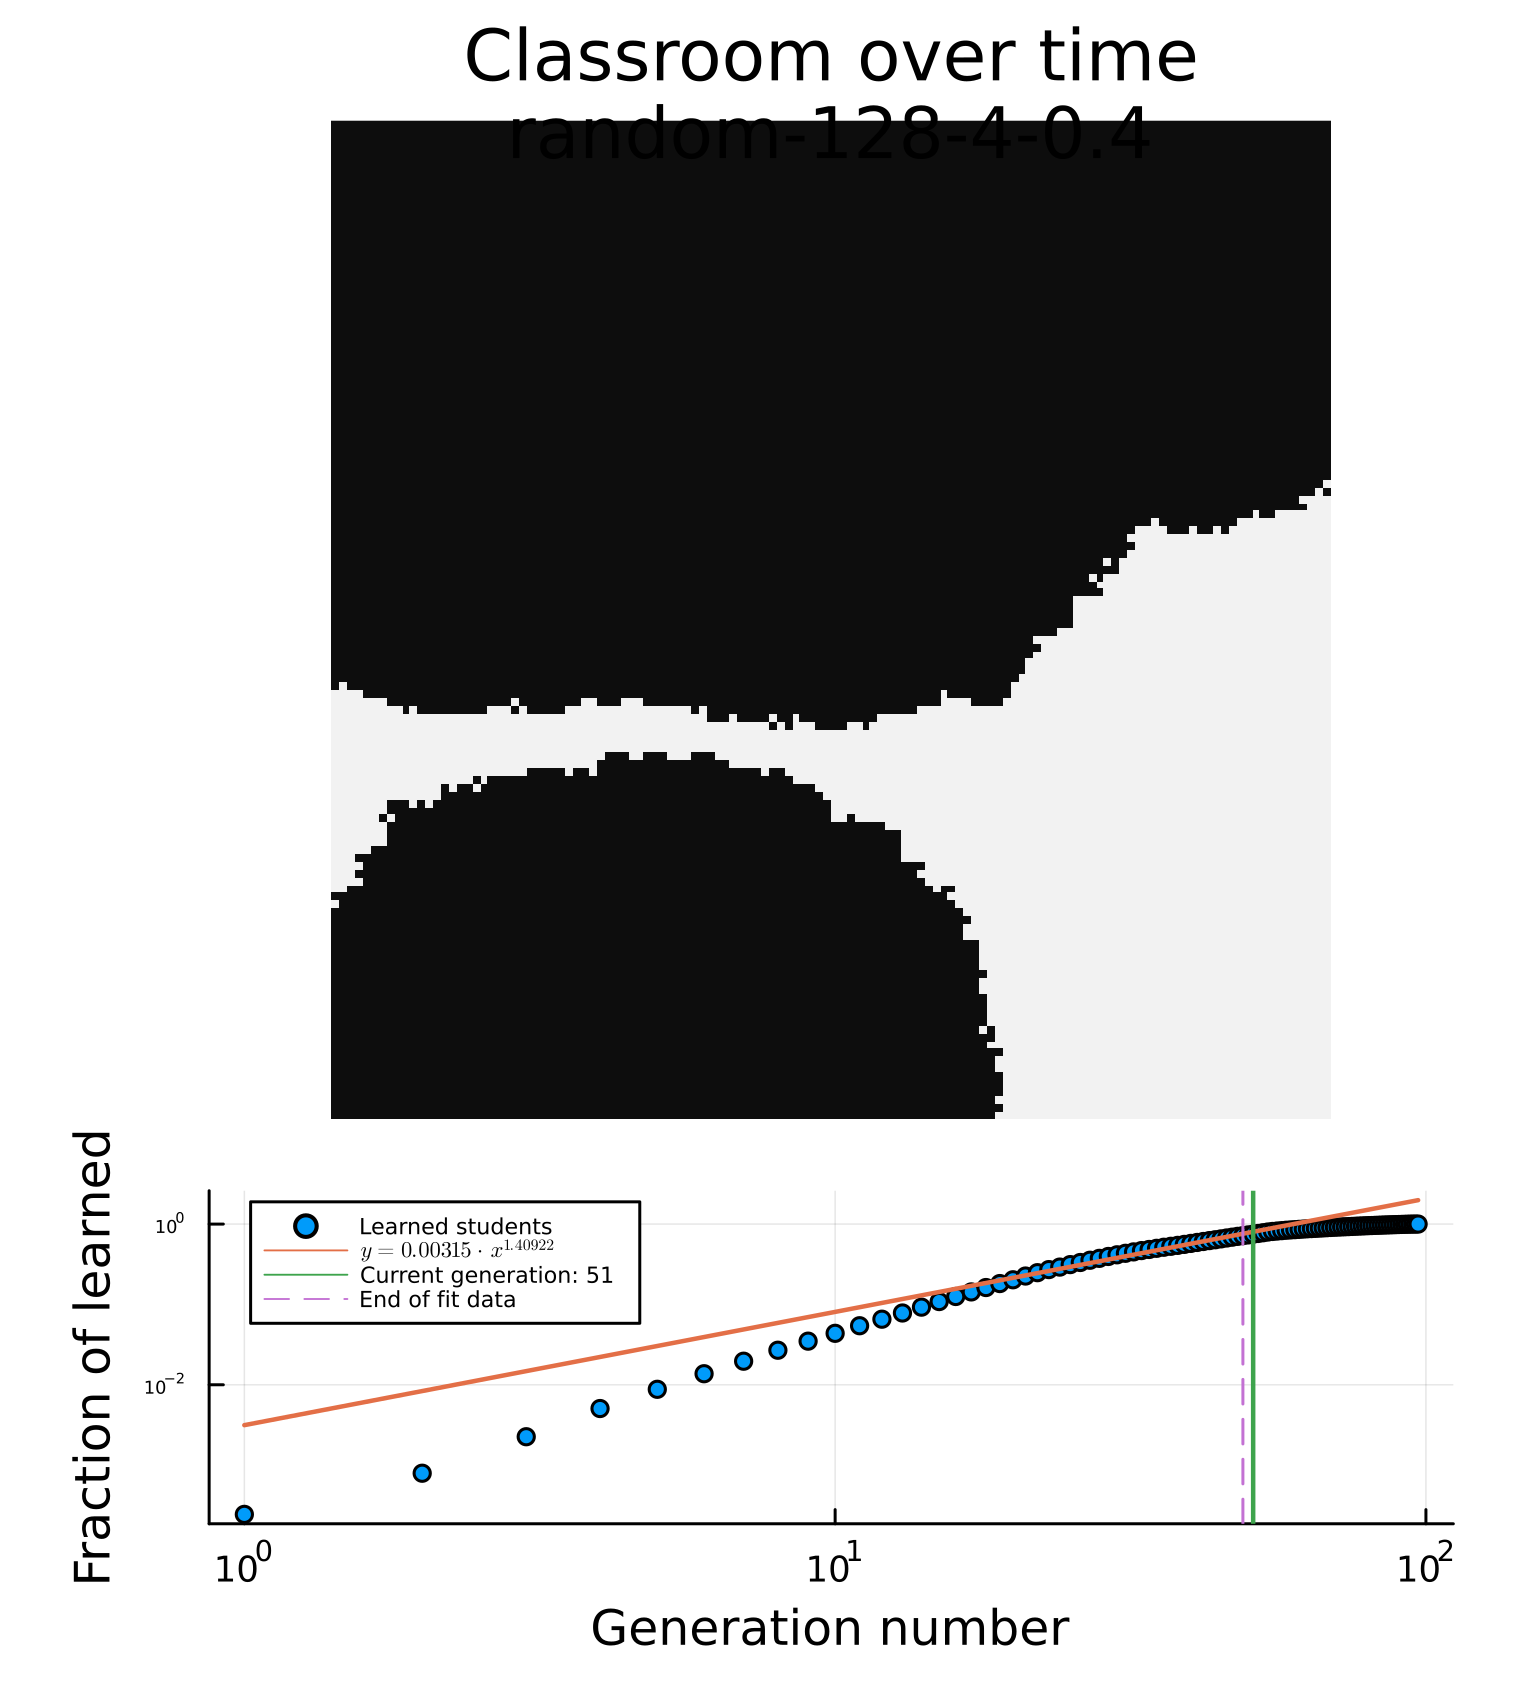 Classroom over time
random-128-4-0.4
Fraction of learned
10⁰
10⁻²
Learned students
y = 0.00315 · x^1.40922
Current generation: 51
End of fit data
10⁰ 10¹ 10²
Generation number